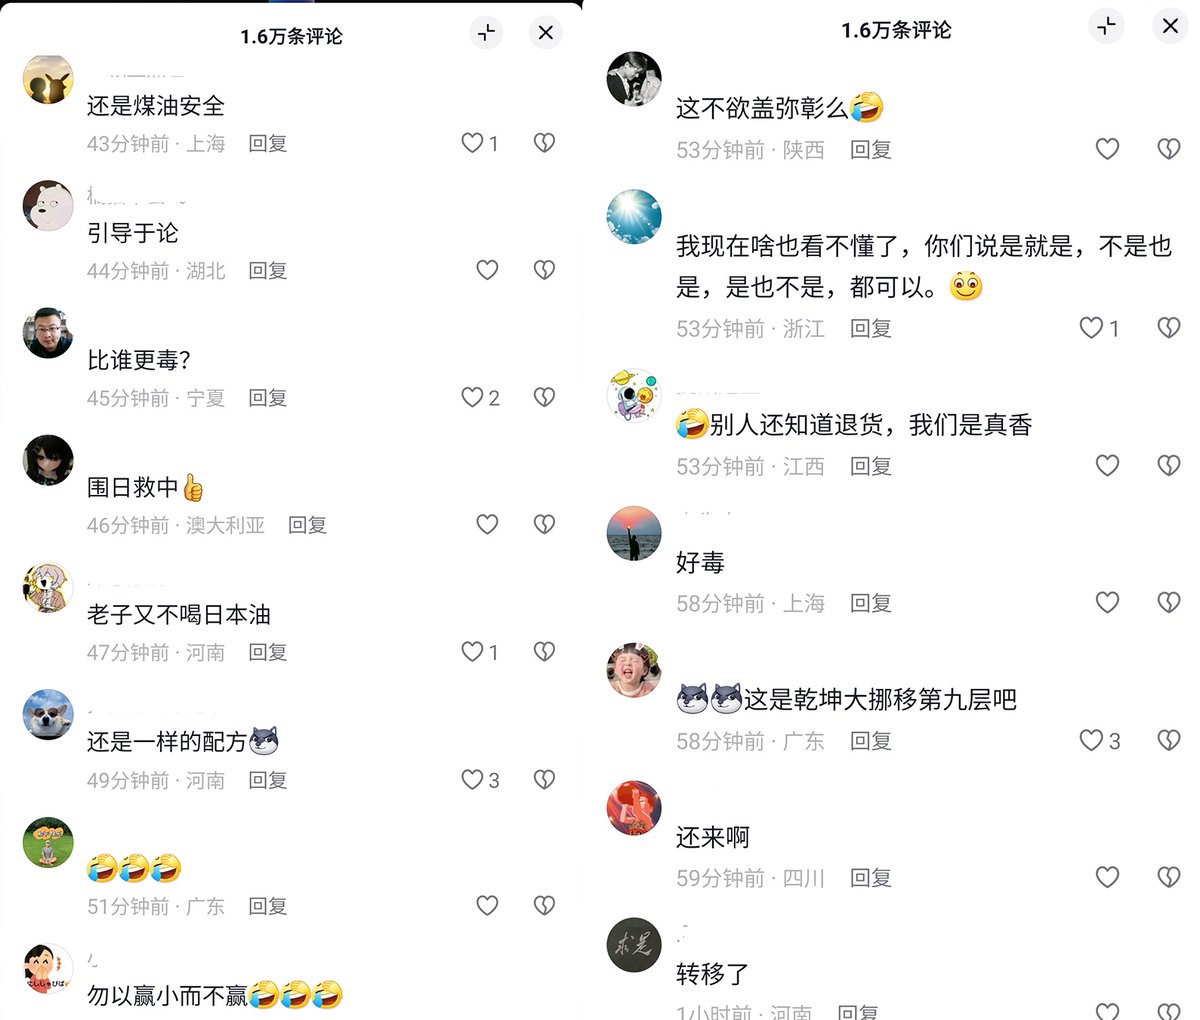 1.6万条评论
还是煤油安全
43分钟前 · 上海 回复 1
引导于论
44分钟前 · 湖北 回复
比谁更毒?
45分钟前 · 宁夏 回复 2
围日救中👍
46分钟前 · 澳大利亚 回复
老子又不喝日本油
47分钟前 · 河南 回复 1
还是一样的配方
49分钟前 · 河南 回复 3
🤣🤣🤣
51分钟前 · 广东 回复
勿以赢小而不赢🤣🤣🤣
1.6万条评论
这不欲盖弥彰么🤣
53分钟前 · 陕西 回复
我现在啥也看不懂了，你们说是就是，不是也
是，是也不是，都可以。
53分钟前 · 浙江 回复 1
🤣别人还知道退货，我们是真香
53分钟前 · 江西 回复
好毒
58分钟前 · 上海 回复
这是乾坤大挪移第九层吧
58分钟前 · 广东 回复 3
还来啊
59分钟前 · 四川 回复
求是
转移了
1小时前 · 河南 回复